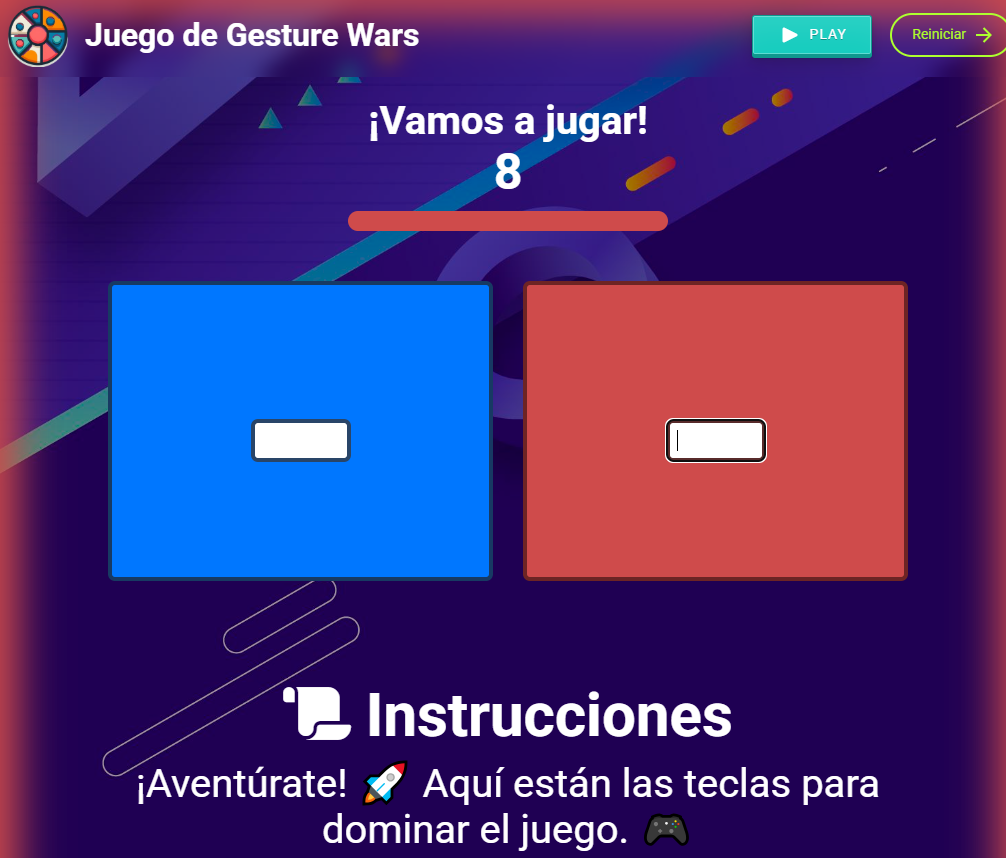 Juego de Gesture Wars
PLAY
Reiniciar
¡Vamos a jugar!
8
Instrucciones
¡Aventúrate! 🚀 Aquí están las teclas para
dominar el juego. 🎮